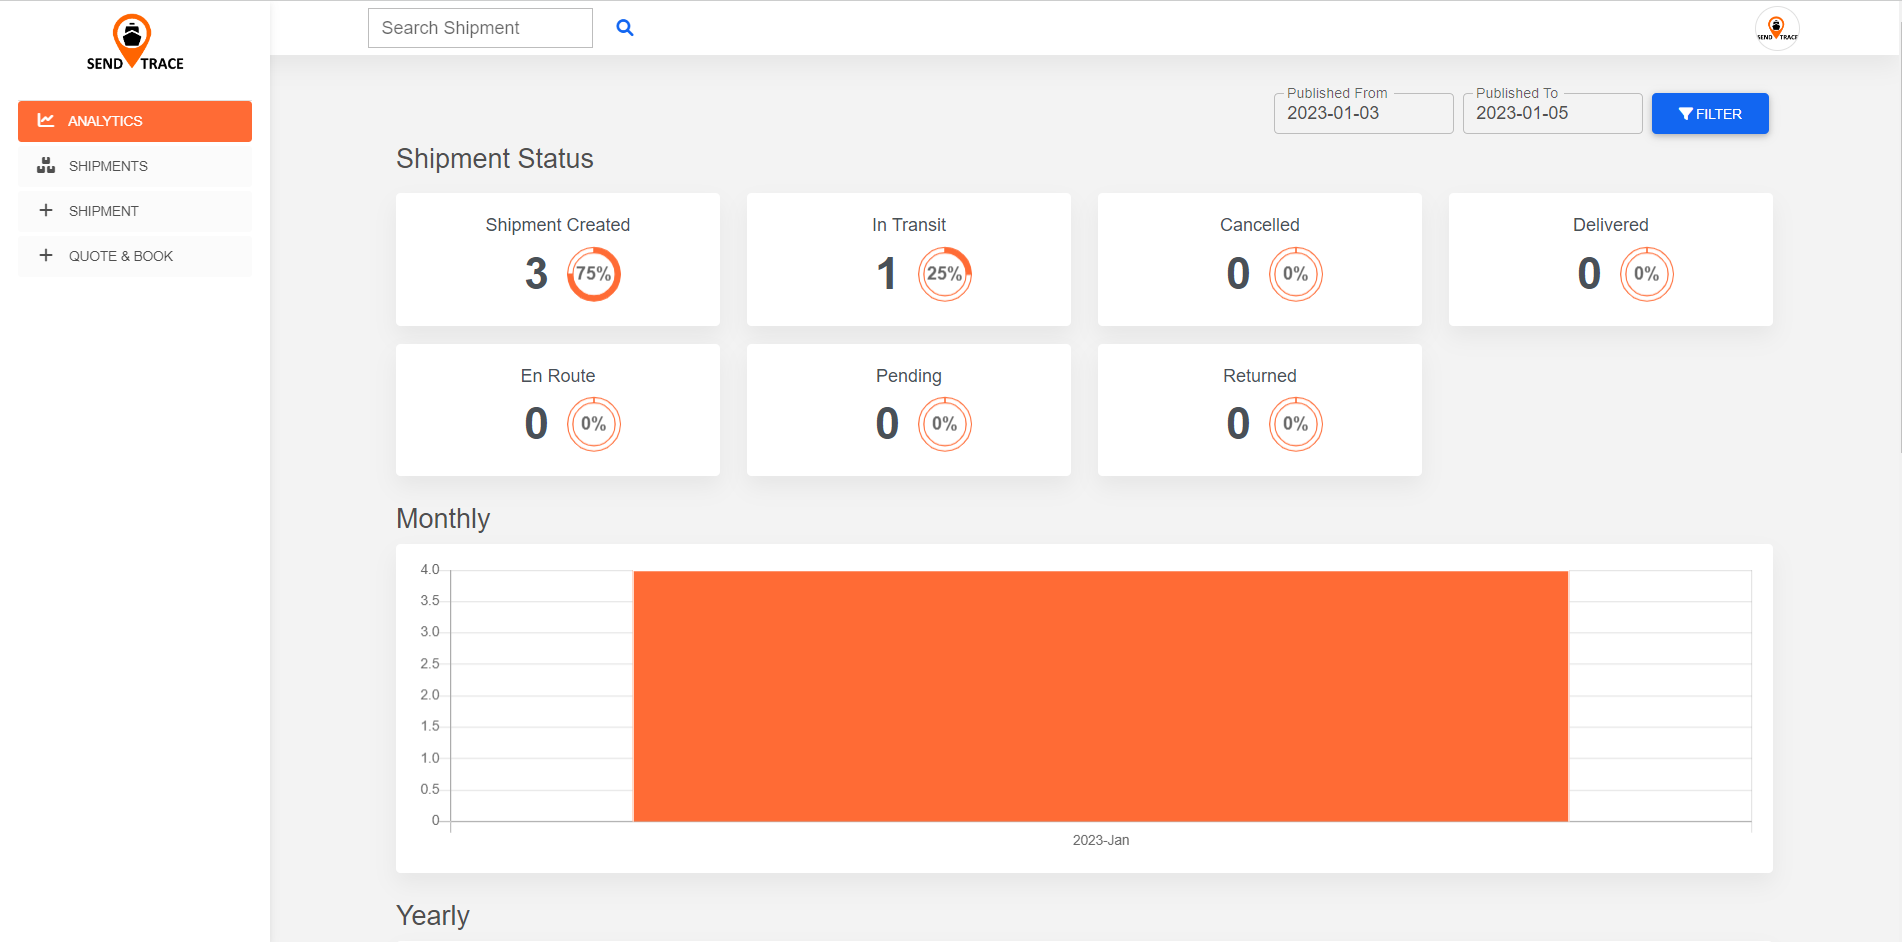 SEND TRACE
Search Shipment
SEND TRACE
ANALYTICS
SHIPMENTS
SHIPMENT
QUOTE & BOOK
Published From
2023-01-03
Published To
2023-01-05
FILTER
Shipment Status
Shipment Created
3 75%
In Transit
1 25%
Cancelled
0 0%
Delivered
0 0%
En Route
0 0%
Pending
0 0%
Returned
0 0%
Monthly
4.0
3.5
3.0
2.5
2.0
1.5
1.0
0.5
0
2023-Jan
Yearly